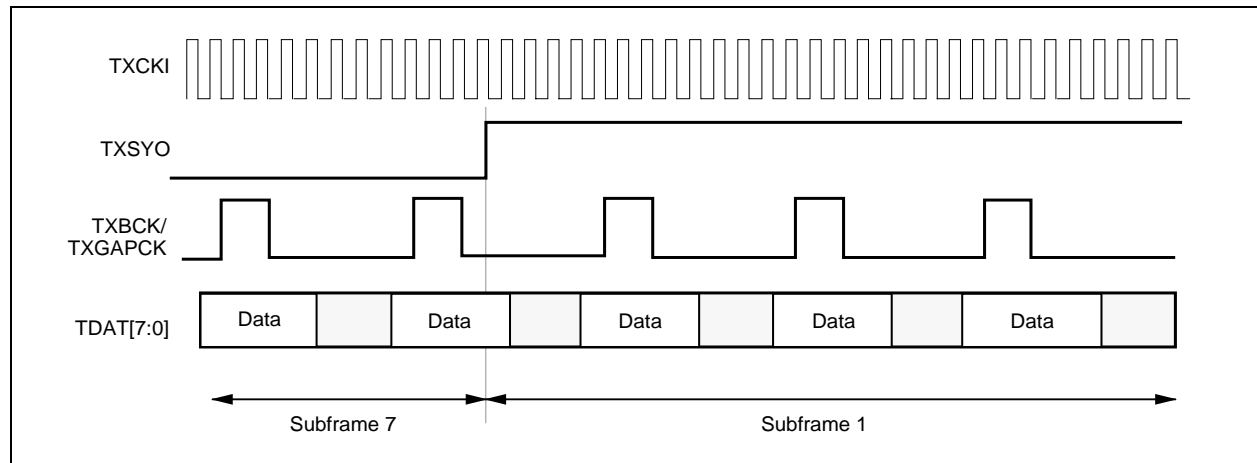 TXCKI
TXSYO
TXBCK/
TXGAPCK
TDAT[7:0]
Data
Data
Data
Data
Data
Subframe 7
Subframe 1